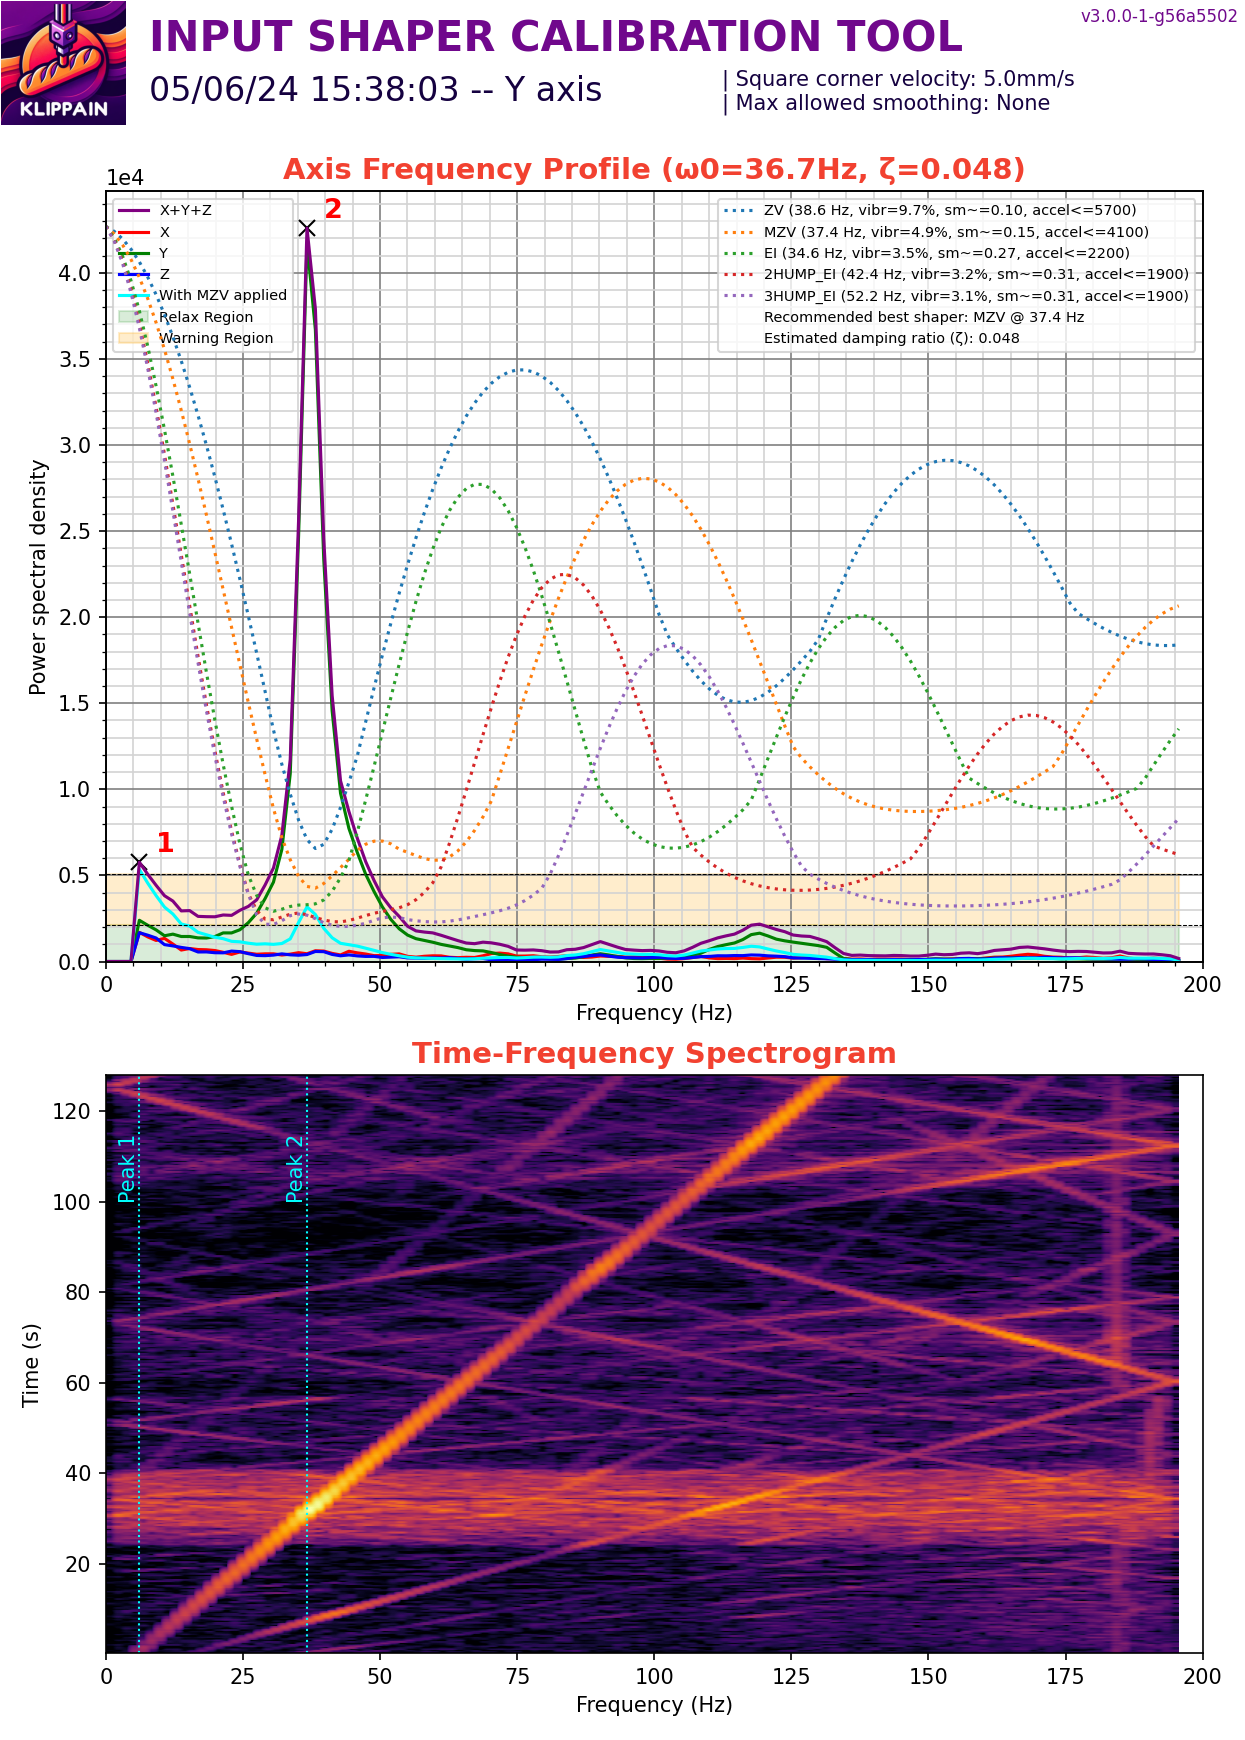 v3.0.0-1-g56a5502
INPUT SHAPER CALIBRATION TOOL
05/06/24 15:38:03 -- Y axis
| Square corner velocity: 5.0mm/s
| Max allowed smoothing: None
KLIPPAIN
Axis Frequency Profile (ω0=36.7Hz, ζ=0.048)
1e4
X+Y+Z
X
Y
Z
With MZV applied
Relax Region
Warning Region
ZV (38.6 Hz, vibr=9.7%, sm~=0.10, accel<=5700)
MZV (37.4 Hz, vibr=4.9%, sm~=0.15, accel<=4100)
EI (34.6 Hz, vibr=3.5%, sm~=0.27, accel<=2200)
2HUMP_EI (42.4 Hz, vibr=3.2%, sm~=0.31, accel<=1900)
3HUMP_EI (52.2 Hz, vibr=3.1%, sm~=0.31, accel<=1900)
Recommended best shaper: MZV @ 37.4 Hz
Estimated damping ratio (ζ): 0.048
2
1
Power spectral density
4.0
3.5
3.0
2.5
2.0
1.5
1.0
0.5
0.0
0 25 50 75 100 125 150 175 200
Frequency (Hz)
Time-Frequency Spectrogram
Peak 1
Peak 2
Time (s)
120
100
80
60
40
20
0 25 50 75 100 125 150 175 200
Frequency (Hz)